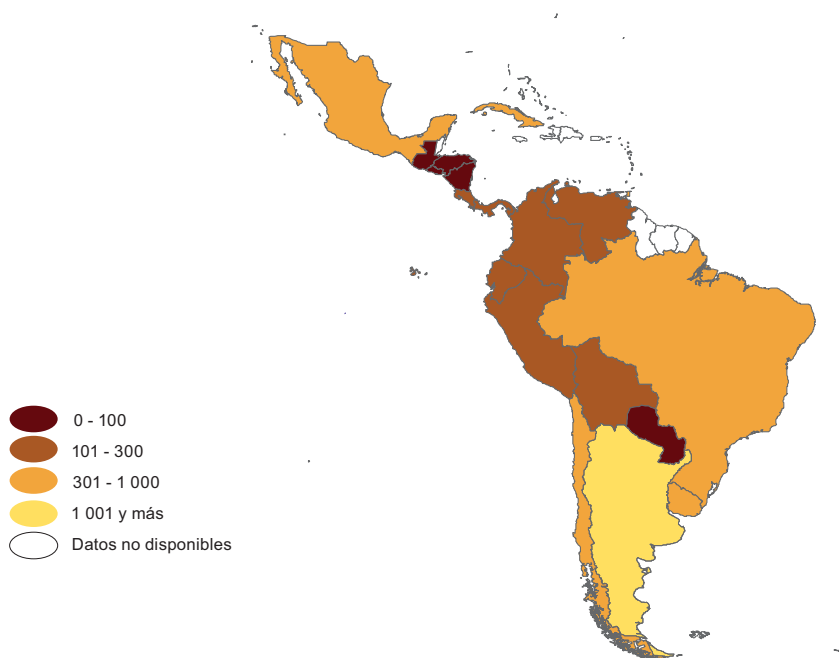 0 - 100
101 - 300
301 - 1 000
1 001 y más
Datos no disponibles